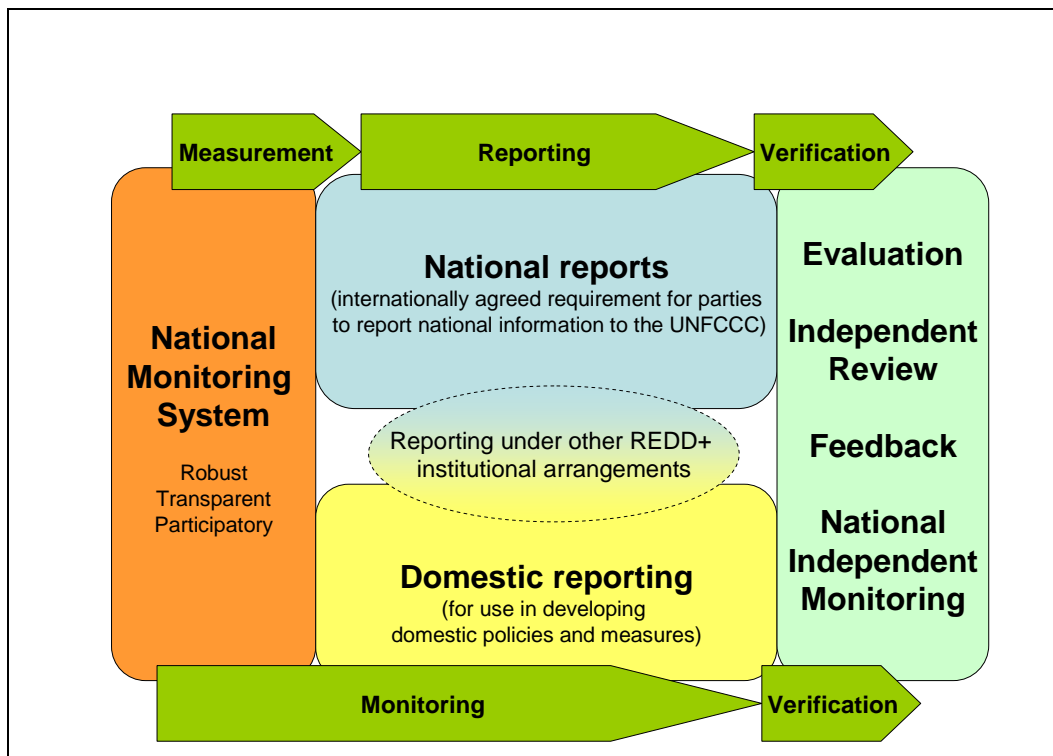 Measurement
Reporting
Verification
National
Monitoring
System
Robust
Transparent
Participatory
National reports
(internationally agreed requirement for parties
to report national information to the UNFCCC)
Reporting under other REDD+
institutional arrangements
Domestic reporting
(for use in developing
domestic policies and measures)
Evaluation
Independent
Review
Feedback
National
Independent
Monitoring
Monitoring
Verification